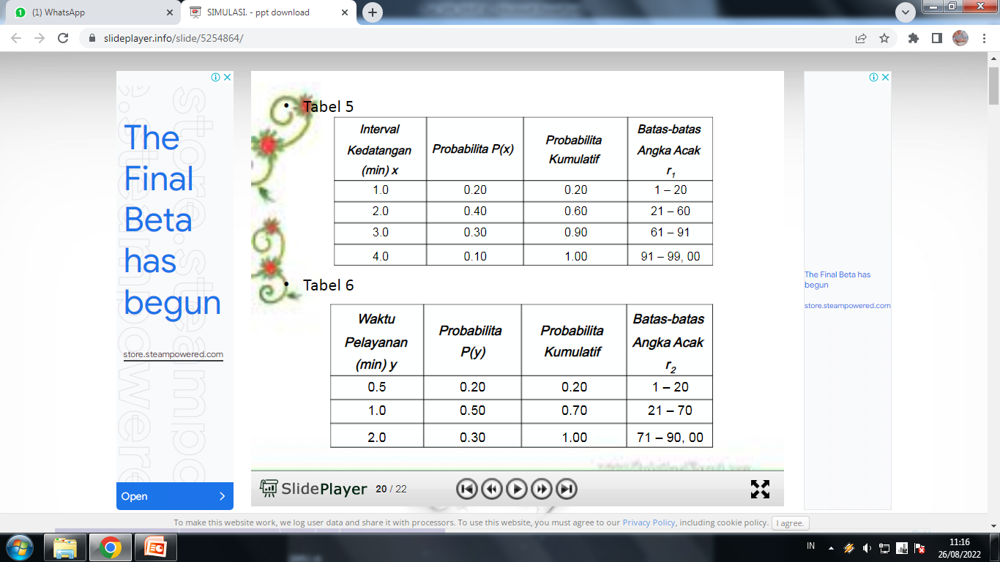 (1) WhatsApp
SIMULASI. - ppt download
slideplayer.info/slide/5254864/
The
Final
Beta
has
begun
store.steampowered.com
Open
• Tabel 5
Interval Kedatangan (min) x | Probabilita P(x) | Probabilita Kumulatif | Batas-batas Angka Acak r1
1.0 | 0.20 | 0.20 | 1 – 20
2.0 | 0.40 | 0.60 | 21 – 60
3.0 | 0.30 | 0.90 | 61 – 91
4.0 | 0.10 | 1.00 | 91 – 99, 00
• Tabel 6
Waktu Pelayanan (min) y | Probabilita P(y) | Probabilita Kumulatif | Batas-batas Angka Acak r2
0.5 | 0.20 | 0.20 | 1 – 20
1.0 | 0.50 | 0.70 | 21 – 70
2.0 | 0.30 | 1.00 | 71 – 90, 00
SlidePlayer 20 / 22
The Final Beta has
begun
store.steampowered.com
To make this website work, we log user data and share it with processors. To use this website, you must agree to our Privacy Policy, including cookie policy. I agree.
IN
11:16
26/08/2022